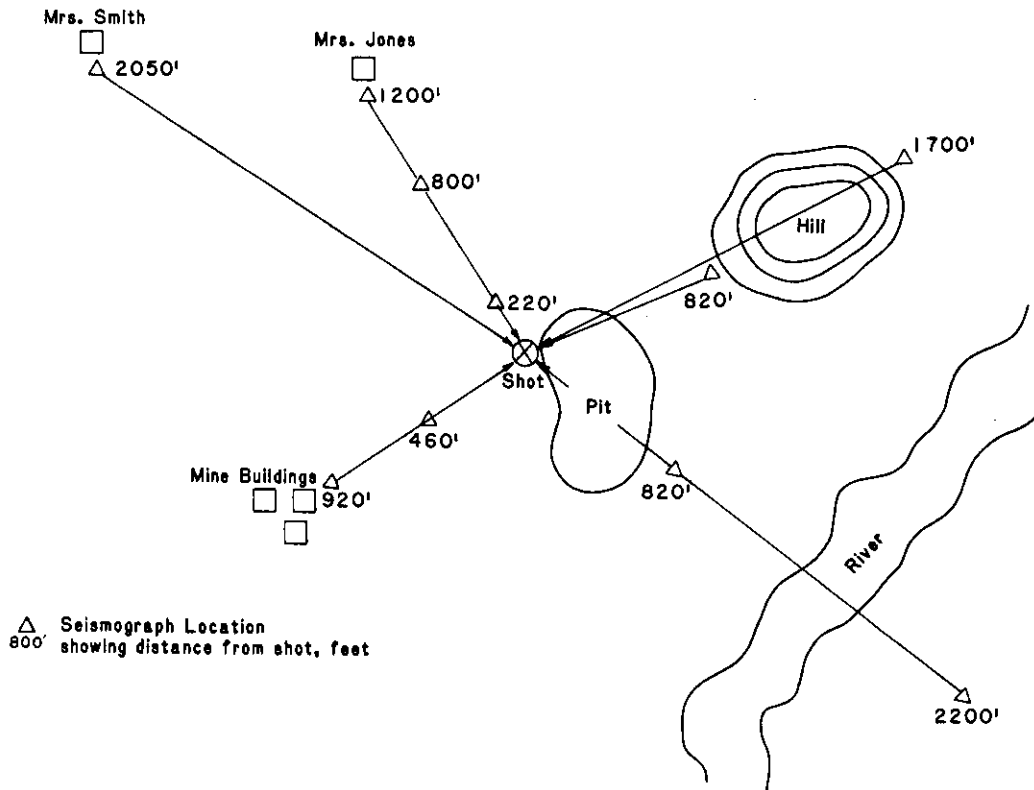 Mrs. Smith
2050'
Mrs. Jones
1200'
800'
1700'
Hill
820'
220'
Shot
Pit
460'
820'
Mine Buildings
920'
River
2200'
Seismograph Location
800' showing distance from shot, feet